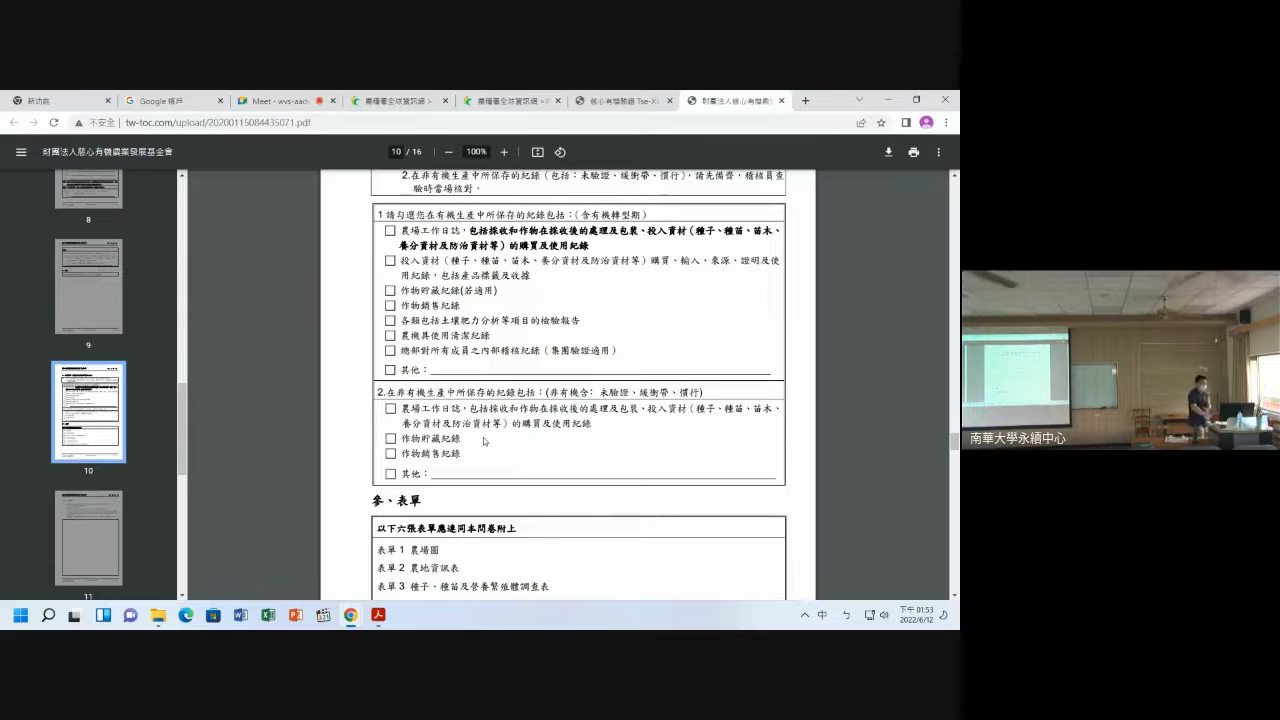 新功能
Google 帳戶
Meet - wvs-aad
農糧署全球資訊網 >
農糧署全球資訊網 >
慈心有機驗證 Tse-Xi
財團法人慈心有機農
不安全 | tw-toc.com/upload/20200115084435071.pdf
財團法人慈心有機農業發展基金會
10 / 16
100%
2.在非有機生產中所保存的紀錄（包括：未驗證、緩衝帶、慣行），請先備齊，稽核員查
驗時當場核對。
1 請勾選您在有機生產中所保存的紀錄包括：（含有機轉型期）
農場工作日誌，包括採收和作物在採收後的處理及包裝、投入資材（種子、種苗、苗木、
養分資材及防治資材等）的購買及使用紀錄
投入資材（種子、種苗、苗木、養分資材及防治資材等）購買、輸入、來源、證明及使
用紀錄，包括產品標籤及收據
作物貯藏紀錄(若適用)
作物銷售紀錄
各類包括土壤肥力分析等項目的檢驗報告
農機具使用清潔紀錄
總部對所有成員之內部稽核紀錄（集團驗證適用）
其他：
2.在非有機生產中所保存的紀錄包括：(非有機含： 未驗證、緩衝帶、慣行)
農場工作日誌，包括採收和作物在採收後的處理及包裝、投入資材（種子、種苗、苗木、
養分資材及防治資材等）的購買及使用紀錄
作物貯藏紀錄
作物銷售紀錄
其他：
參、表單
以下六張表單應連同本問卷附上
表單 1 農場圖
表單 2 農地資訊表
表單 3 種子、種苗及營養繁殖體調查表
8
9
10
11
南華大學永續中心
中
ㄅ
下午 01:53
2022/6/12